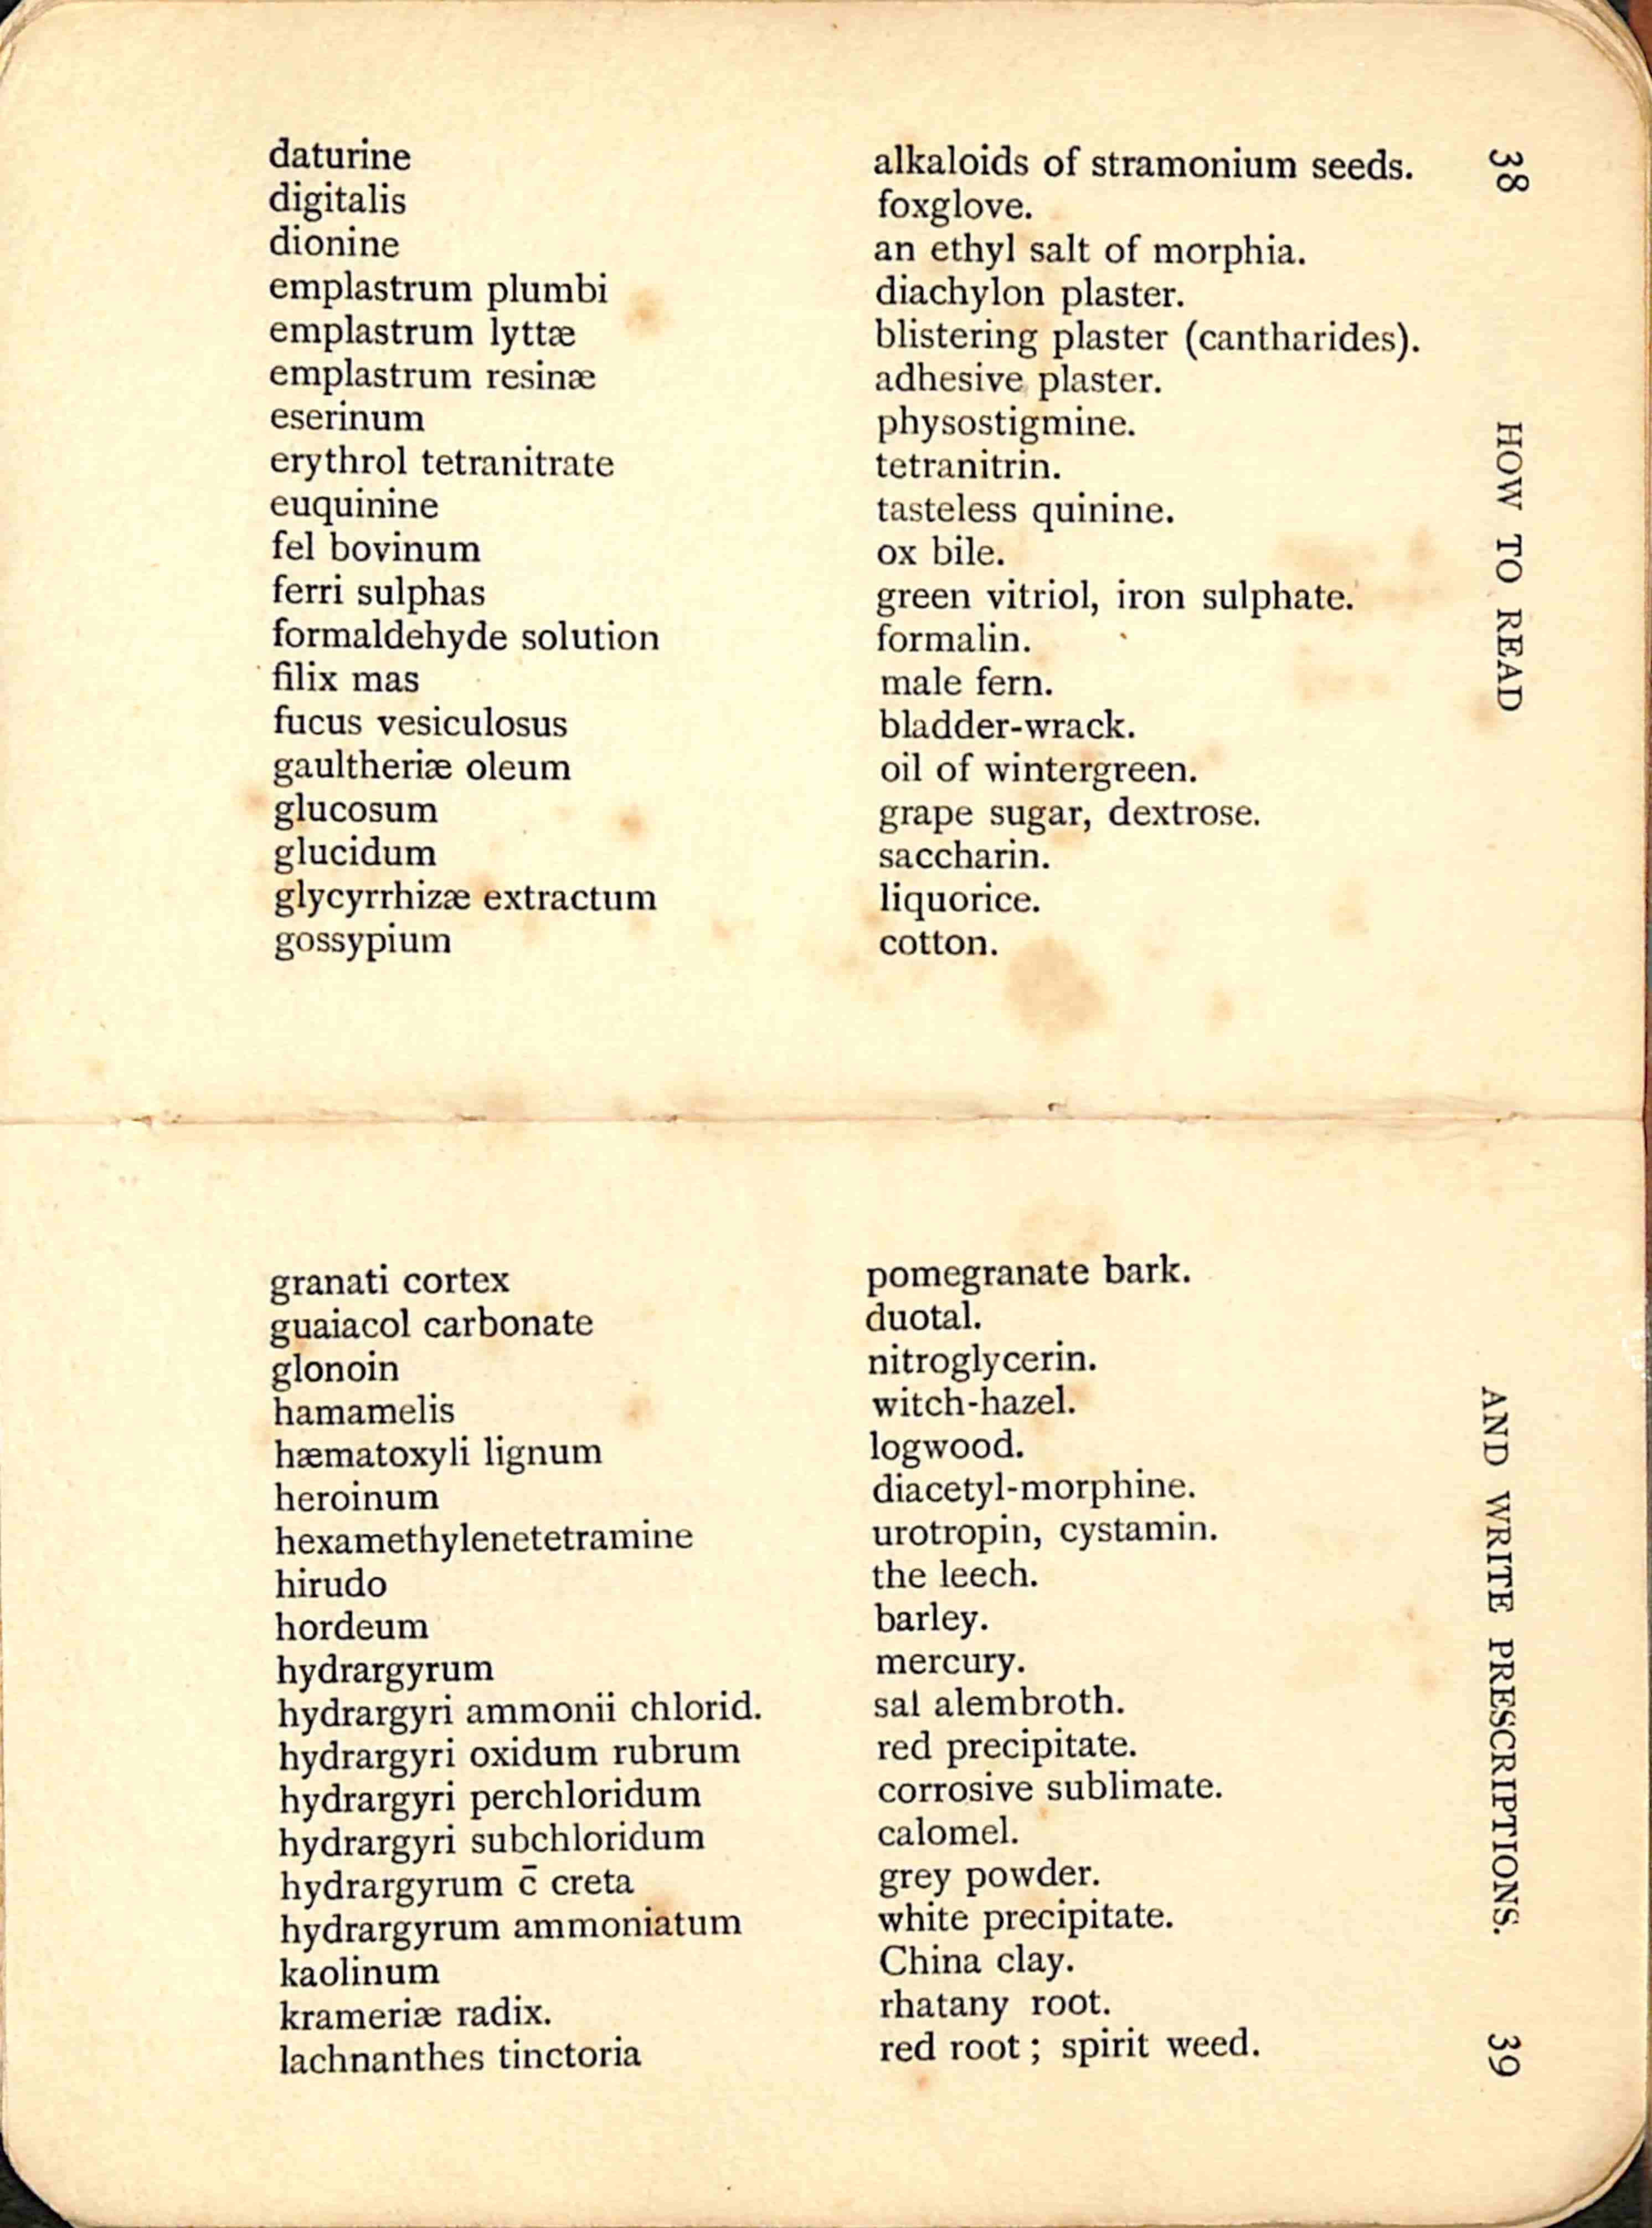 38 HOW TO READ
daturine alkaloids of stramonium seeds.
digitalis foxglove.
dionine an ethyl salt of morphia.
emplastrum plumbi diachylon plaster.
emplastrum lyttæ blistering plaster (cantharides).
emplastrum resinæ adhesive plaster.
eserinum physostigmine.
erythrol tetranitrate tetranitrin.
euquinine tasteless quinine.
fel bovinum ox bile.
ferri sulphas green vitriol, iron sulphate.
formaldehyde solution formalin.
filix mas male fern.
fucus vesiculosus bladder-wrack.
gaultheriæ oleum oil of wintergreen.
glucosum grape sugar, dextrose.
glucidum saccharin.
glycyrrhizæ extractum liquorice.
gossypium cotton.
AND WRITE PRESCRIPTIONS. 39
granati cortex pomegranate bark.
guaiacol carbonate duotal.
glonoin nitroglycerin.
hamamelis witch-hazel.
hæmatoxyli lignum logwood.
heroinum diacetyl-morphine.
hexamethylenetetramine urotropin, cystamin.
hirudo the leech.
hordeum barley.
hydrargyrum mercury.
hydrargyri ammonii chlorid. sal alembroth.
hydrargyri oxidum rubrum red precipitate.
hydrargyri perchloridum corrosive sublimate.
hydrargyri subchloridum calomel.
hydrargyrum c̄ creta grey powder.
hydrargyrum ammoniatum white precipitate.
kaolinum China clay.
krameriæ radix. rhatany root.
lachnanthes tinctoria red root ; spirit weed.